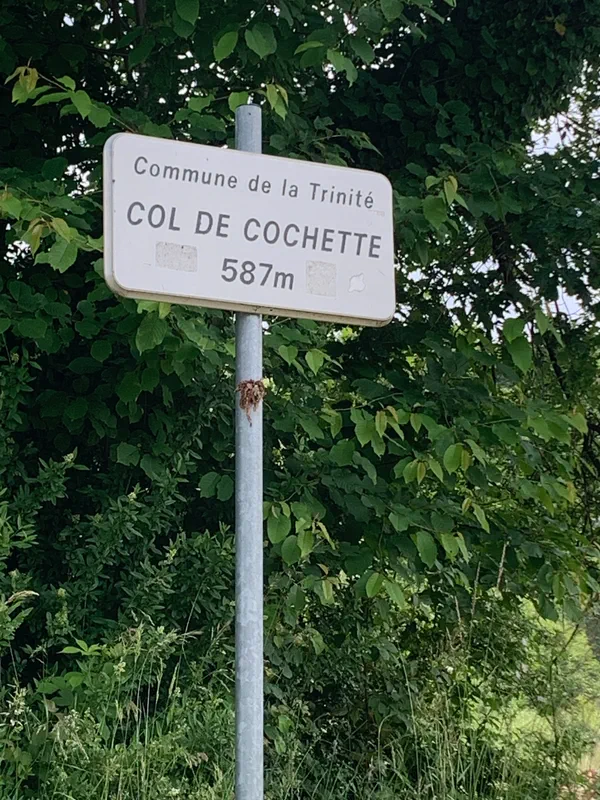 Commune de la Trinité
COL DE COCHETTE
587m